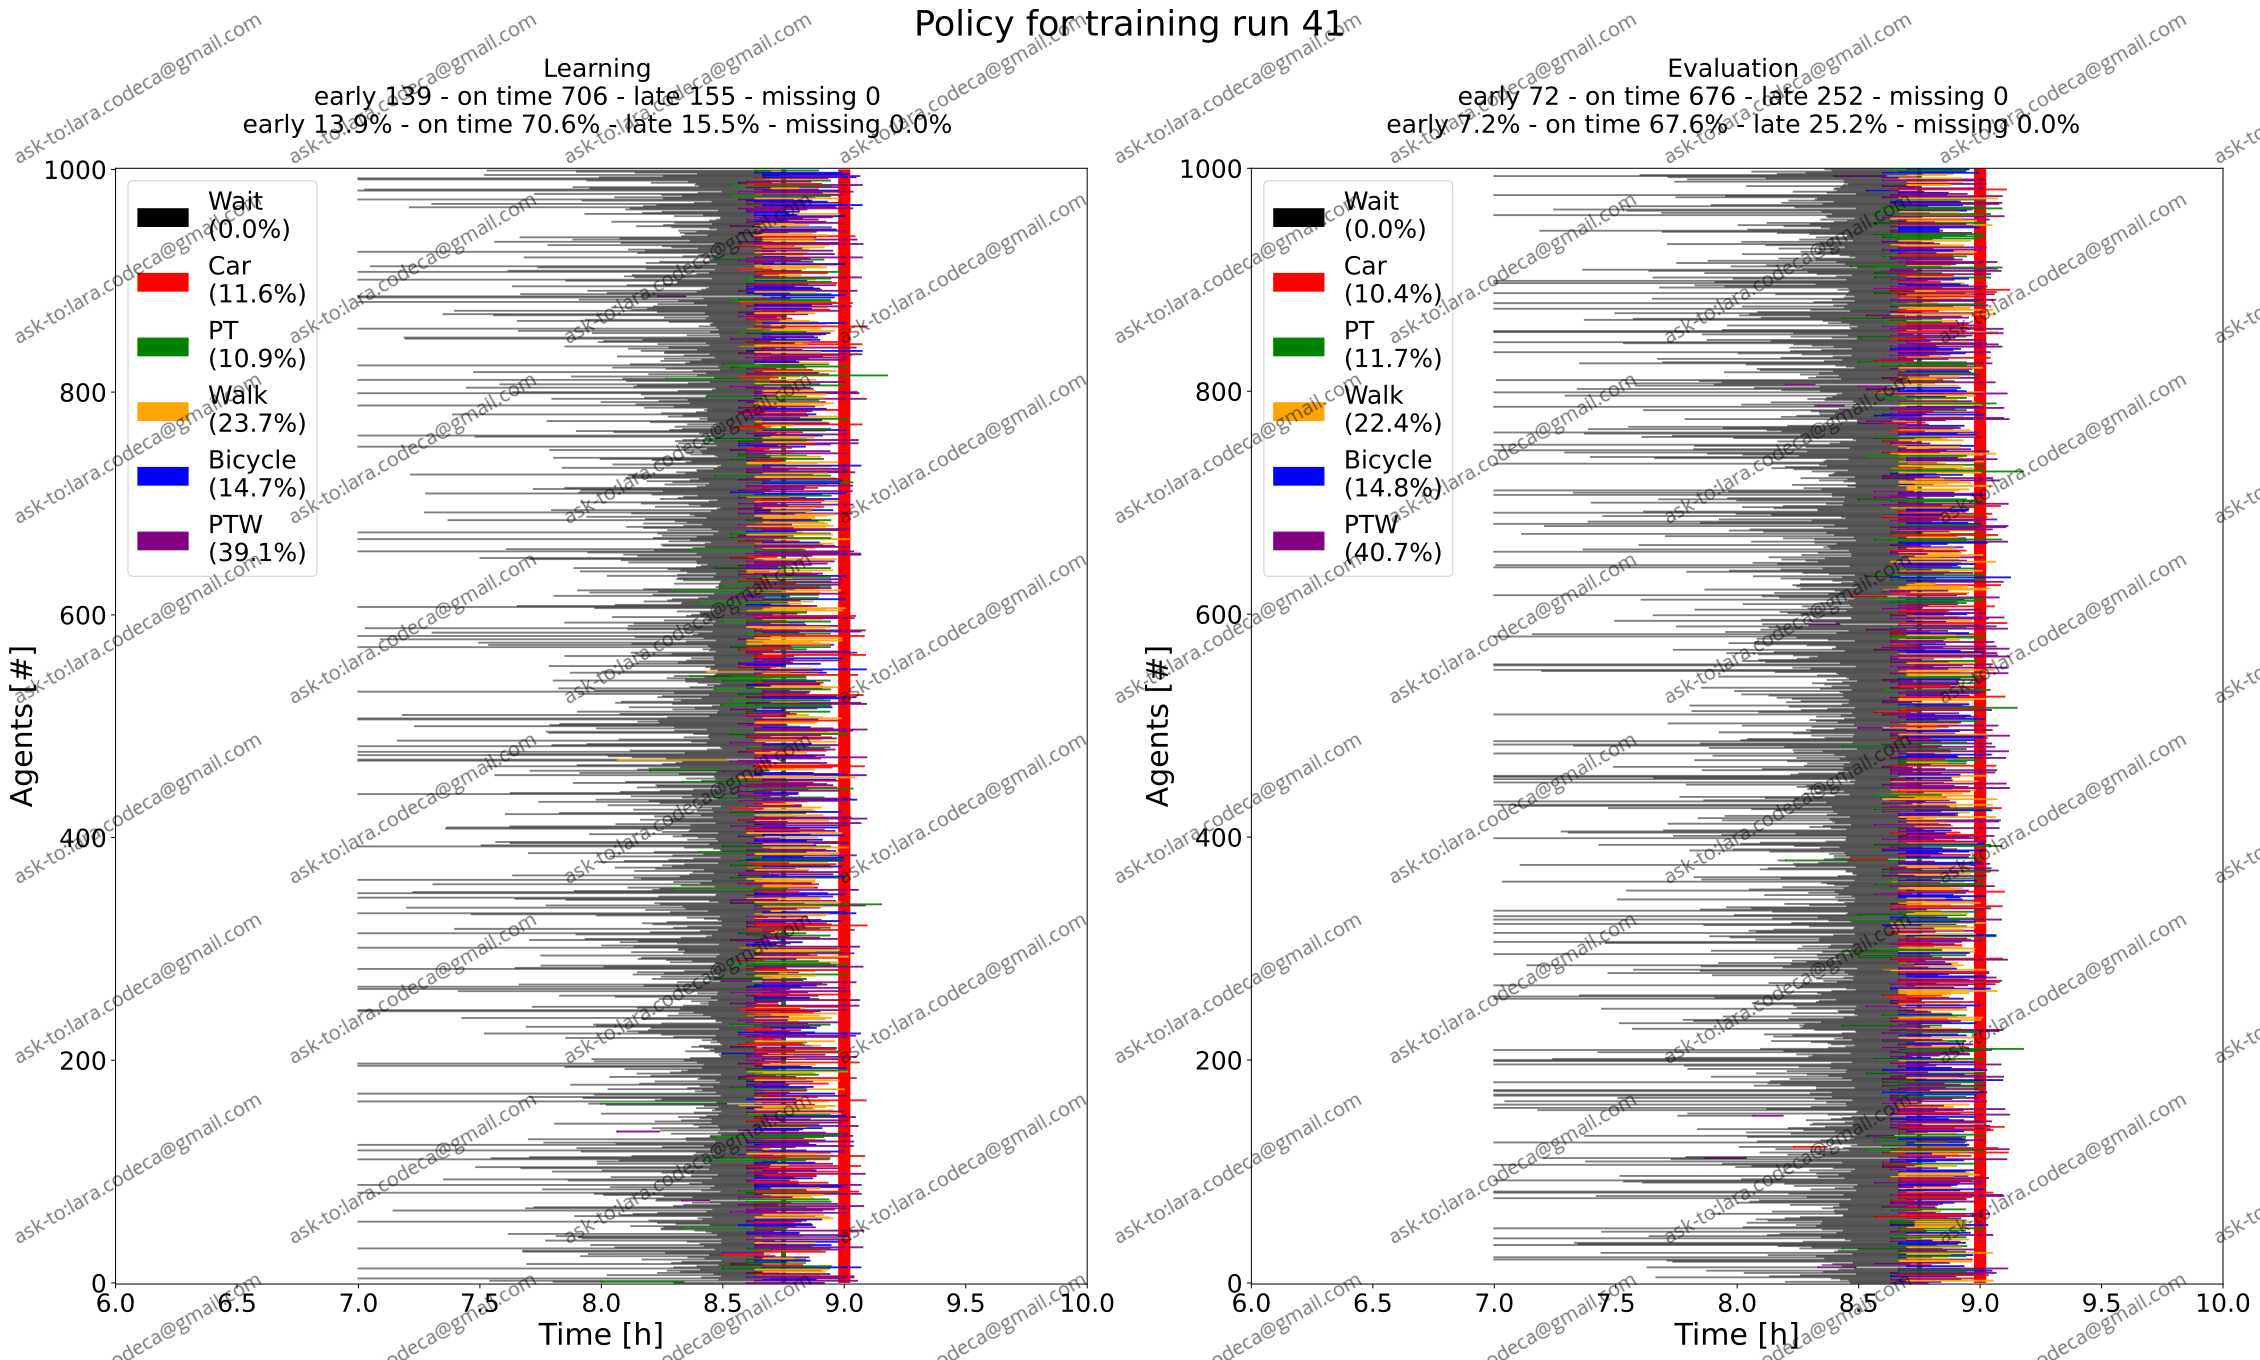 Policy for training run 41
Learning
early 139 - on time 706 - late 155 - missing 0
early 13.9% - on time 70.6% - late 15.5% - missing 0.0%
Evaluation
early 72 - on time 676 - late 252 - missing 0
early 7.2% - on time 67.6% - late 25.2% - missing 0.0%
Agents [#]
1000
800
600
400
200
0
Wait
(0.0%)
Car
(11.6%)
PT
(10.9%)
Walk
(23.7%)
Bicycle
(14.7%)
PTW
(39.1%)
6.0 6.5 7.0 7.5 8.0 8.5 9.0 9.5 10.0
Time [h]
Agents [#]
1000
800
600
400
200
0
Wait
(0.0%)
Car
(10.4%)
PT
(11.7%)
Walk
(22.4%)
Bicycle
(14.8%)
PTW
(40.7%)
6.0 6.5 7.0 7.5 8.0 8.5 9.0 9.5 10.0
Time [h]
ask-to:lara.codeca@gmail.com